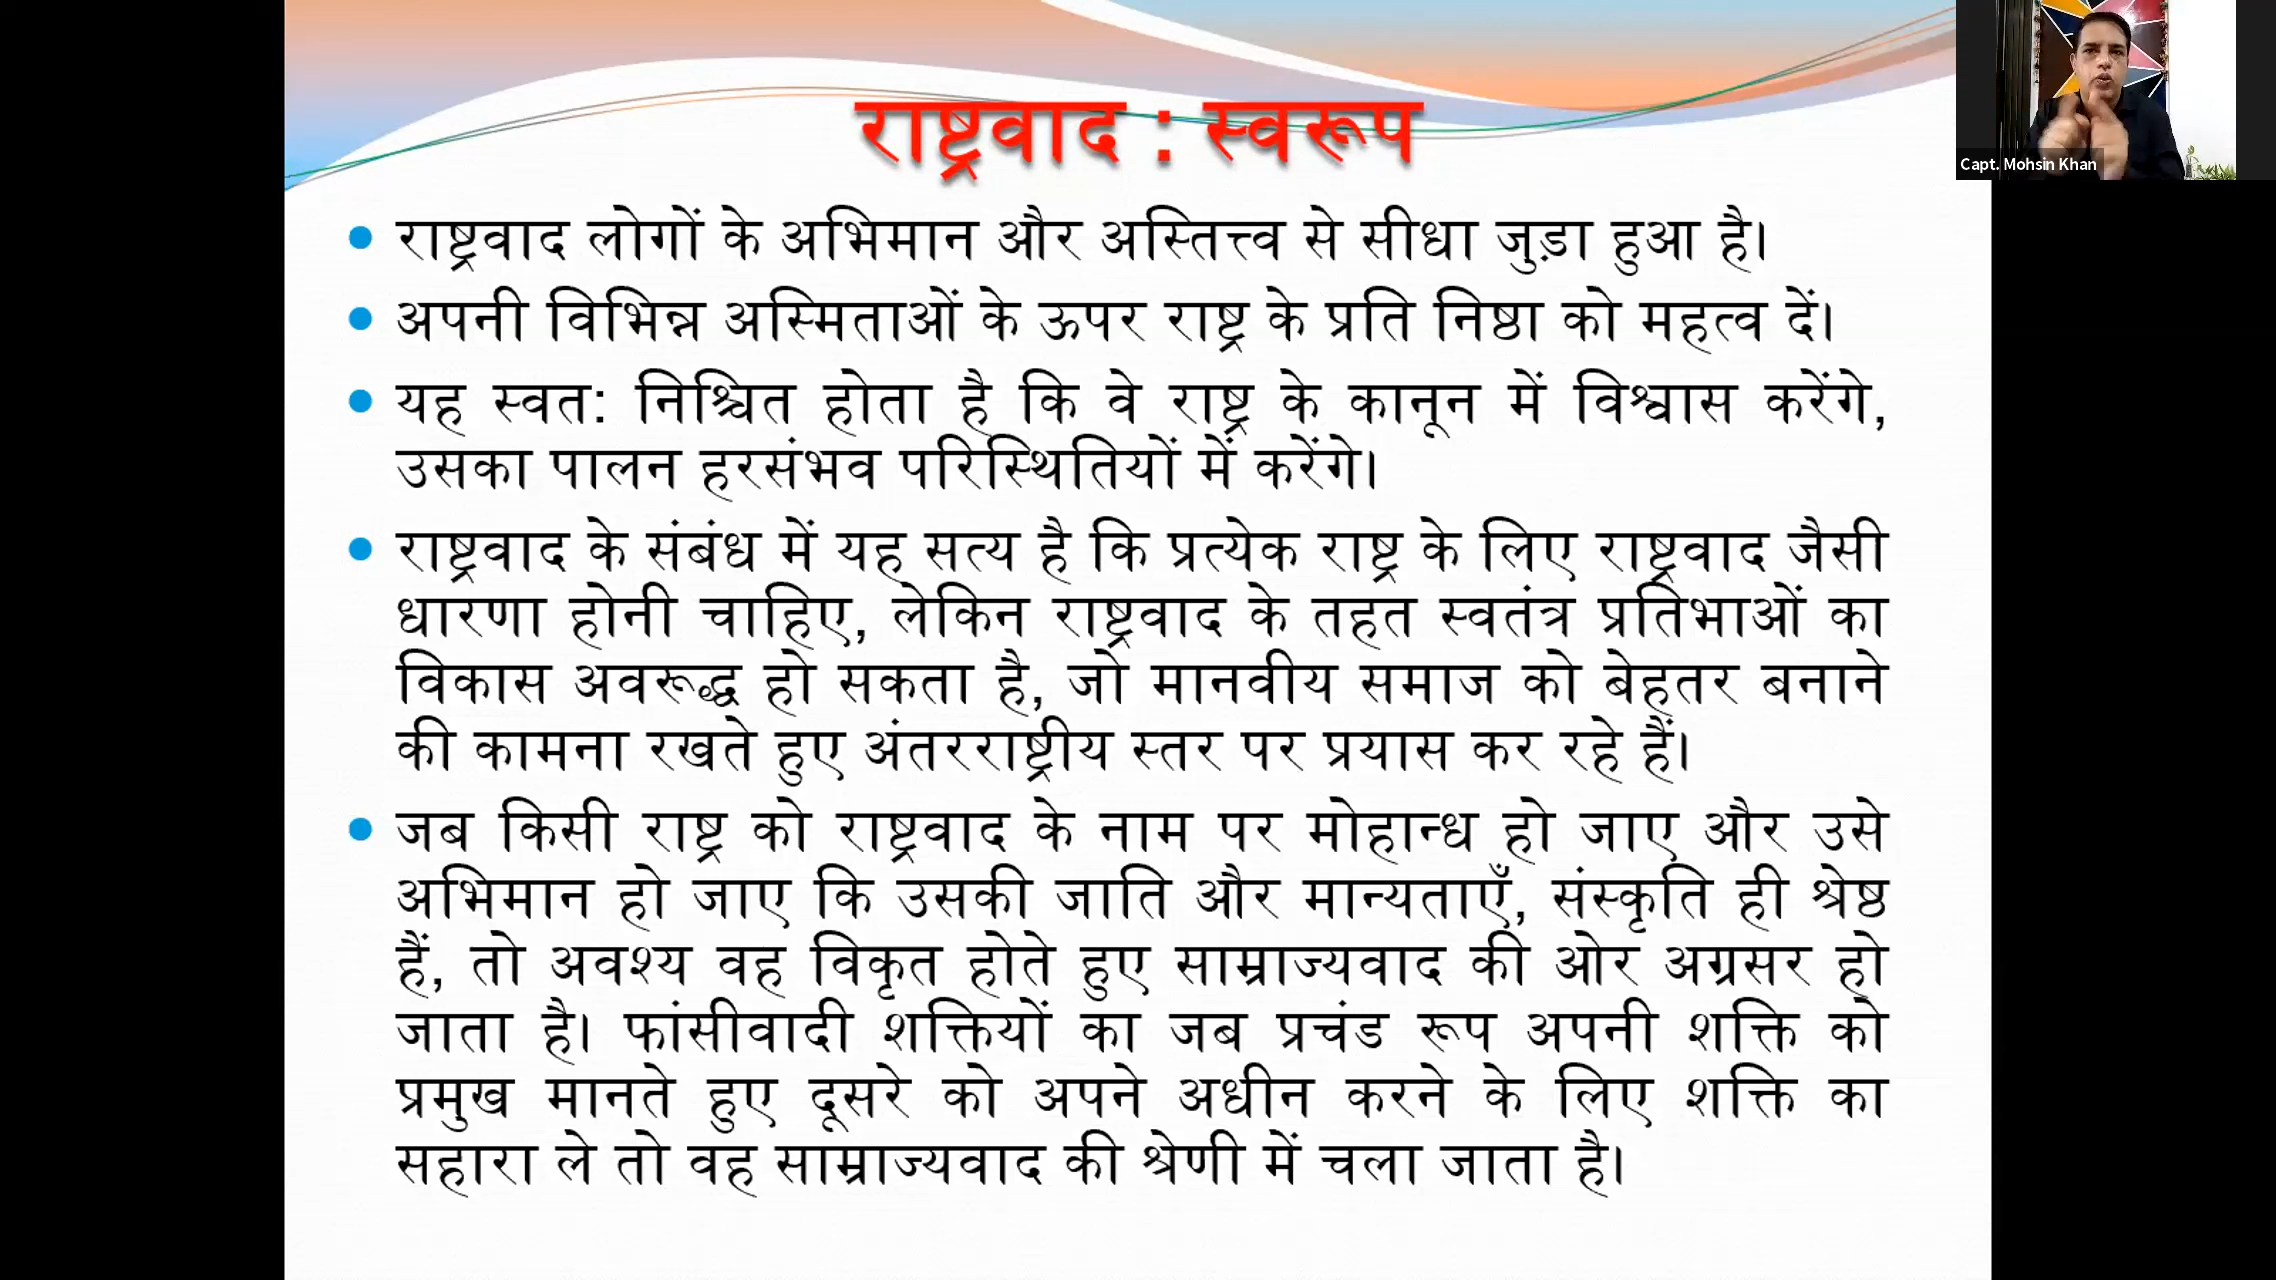 राष्ट्रवाद : स्वरूप
Capt. Mohsin Khan
• राष्ट्रवाद लोगों के अभिमान और अस्तित्त्व से सीधा जुड़ा हुआ है।
• अपनी विभिन्न अस्मिताओं के ऊपर राष्ट्र के प्रति निष्ठा को महत्व दें।
• यह स्वत: निश्चित होता है कि वे राष्ट्र के कानून में विश्वास करेंगे,
उसका पालन हरसंभव परिस्थितियों में करेंगे।
• राष्ट्रवाद के संबंध में यह सत्य है कि प्रत्येक राष्ट्र के लिए राष्ट्रवाद जैसी
धारणा होनी चाहिए, लेकिन राष्ट्रवाद के तहत स्वतंत्र प्रतिभाओं का
विकास अवरूद्ध हो सकता है, जो मानवीय समाज को बेहतर बनाने
की कामना रखते हुए अंतरराष्ट्रीय स्तर पर प्रयास कर रहे हैं।
• जब किसी राष्ट्र को राष्ट्रवाद के नाम पर मोहान्ध हो जाए और उसे
अभिमान हो जाए कि उसकी जाति और मान्यताएँ, संस्कृति ही श्रेष्ठ
हैं, तो अवश्य वह विकृत होते हुए साम्राज्यवाद की ओर अग्रसर हो
जाता है। फांसीवादी शक्तियों का जब प्रचंड रूप अपनी शक्ति को
प्रमुख मानते हुए दूसरे को अपने अधीन करने के लिए शक्ति का
सहारा ले तो वह साम्राज्यवाद की श्रेणी में चला जाता है।